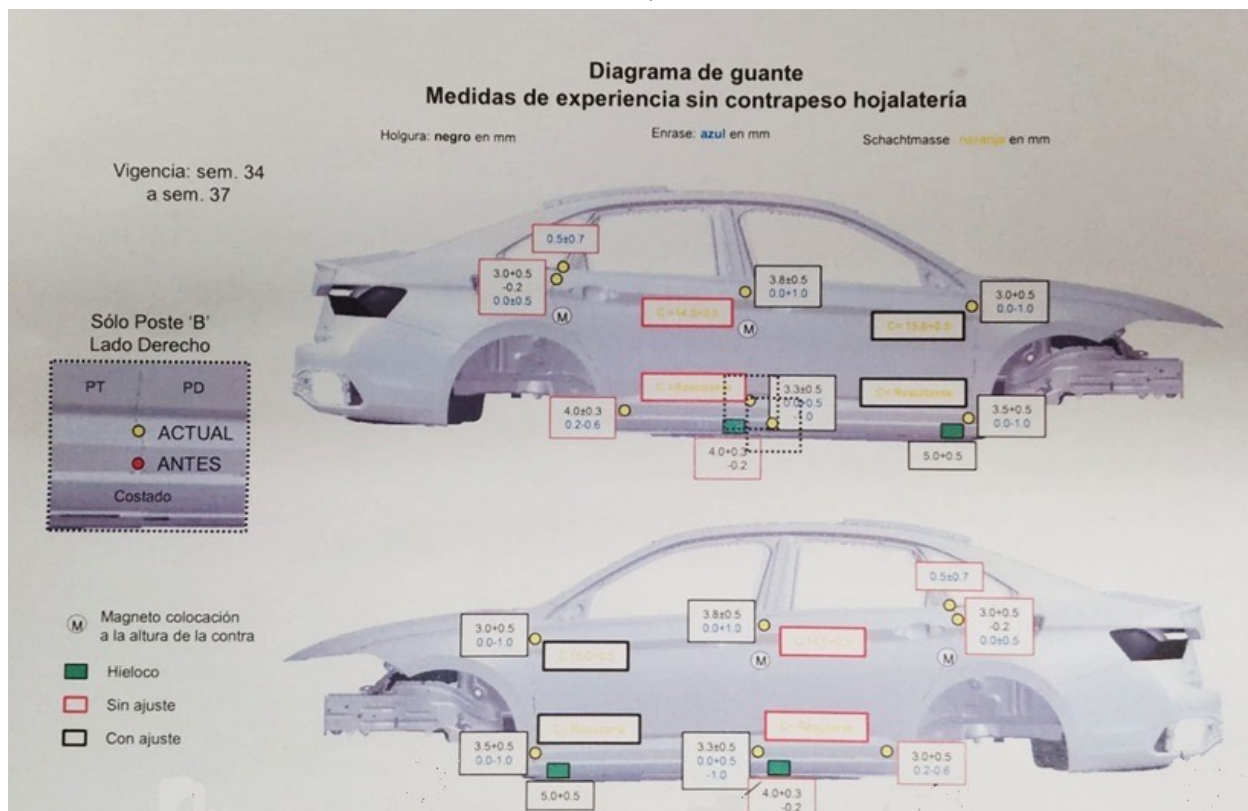 Diagrama de guante
Medidas de experiencia sin contrapeso hojalatería
Holgura: negro en mm
Enrase: azul en mm
Schachtmasse naranja en mm
Vigencia: sem. 34
a sem. 37
0.5±0.7
3.0+0.5
-0.2
0.0±0.5
M
3.8±0.5
0.0+1.0
M
3.0+0.5
0.0-1.0
C= 15.0+0.5
Sólo Poste 'B'
Lado Derecho
PT
PD
ACTUAL
ANTES
Costado
C.=Resultante
C= Resultante
4.0±0.3
0.2-0.6
3.3±0.5
0.0+0.5
-1.0
3.5+0.5
0.0-1.0
4.0+0.3
-0.2
5.0+0.5
M
Magneto colocación
a la altura de la contra
Hieloco
Sin ajuste
Con ajuste
3.0+0.5
0.0-1.0
3.8±0.5
0.0+1.0
M
0.5±0.7
3.0+0.5
-0.2
0.0±0.5
M
C= Resultante
C= Resultante
3.5+0.5
0.0-1.0
3.3±0.5
0.0+0.5
-1.0
3.0+0.5
0.2-0.6
5.0+0.5
4.0+0.3
-0.2